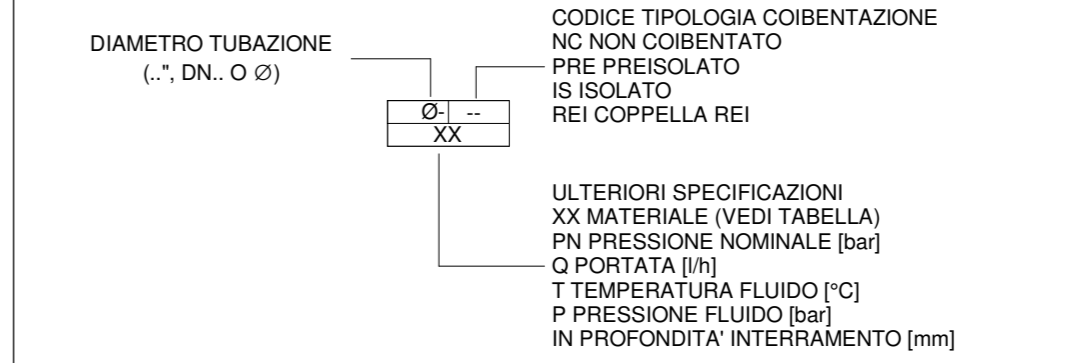 DIAMETRO TUBAZIONE
(..", DN.. O Ø)
CODICE TIPOLOGIA COIBENTAZIONE
NC NON COIBENTATO
PRE PREISOLATO
IS ISOLATO
REI COPPELLA REI
Ø- --
XX
ULTERIORI SPECIFICAZIONI
XX MATERIALE (VEDI TABELLA)
PN PRESSIONE NOMINALE [bar]
Q PORTATA [l/h]
T TEMPERATURA FLUIDO [°C]
P PRESSIONE FLUIDO [bar]
IN PROFONDITA' INTERRAMENTO [mm]